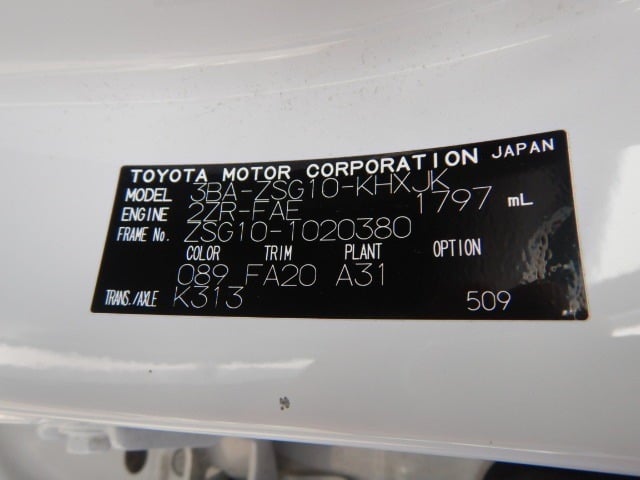 TOYOTA MOTOR CORPORATION JAPAN
MODEL 3BA-ZSG10-KHXJK
ENGINE 2ZR-FAE 1797 mL
FRAME No. ZSG10-1020380
COLOR TRIM PLANT OPTION
089 FA20 A31
TRANS./AXLE K313 509